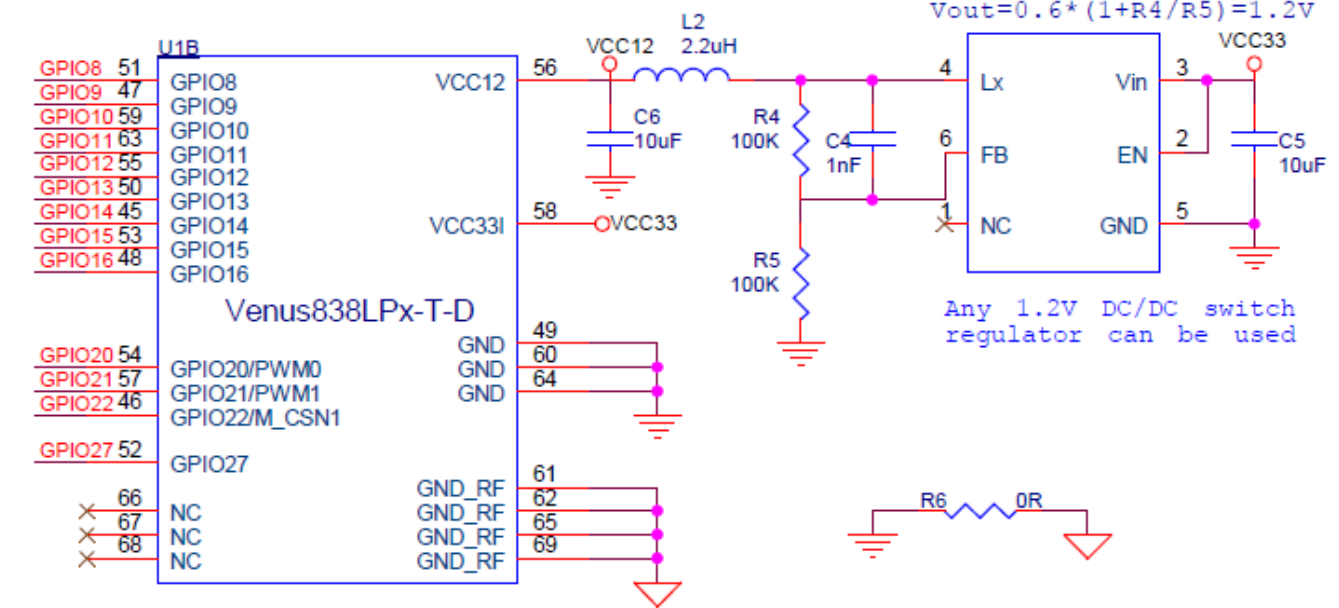 Vout=0.6*(1+R4/R5)=1.2V
L2
2.2uH
VCC12
VCC33
U1B
GPIO8 51 GPIO8
GPIO9 47 GPIO9
GPIO10 59 GPIO10
GPIO11 63 GPIO11
GPIO12 55 GPIO12
GPIO13 50 GPIO13
GPIO14 45 GPIO14
GPIO15 53 GPIO15
GPIO16 48 GPIO16
VCC12 56
C6
10uF
VCC33I 58
VCC33
R4
100K
C4
1nF
R5
100K
4 Lx
6 FB
1 NC
Vin 3
EN 2
GND 5
C5
10uF
Any 1.2V DC/DC switch
regulator can be used
Venus838LPx-T-D
GND 49
GND 60
GND 64
GPIO20 54 GPIO20/PWM0
GPIO21 57 GPIO21/PWM1
GPIO22 46 GPIO22/M_CSN1
GPIO27 52 GPIO27
66 NC
67 NC
68 NC
GND_RF 61
GND_RF 62
GND_RF 65
GND_RF 69
R6 0R